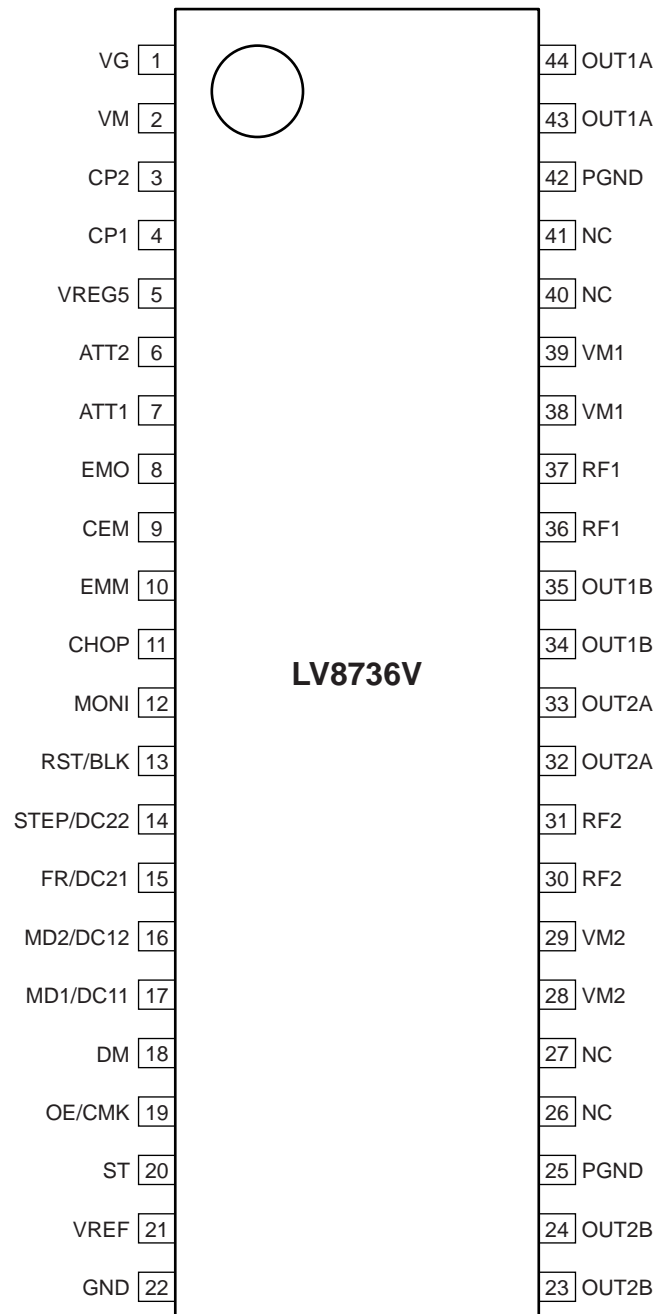 VG 1 44 OUT1A
VM 2 43 OUT1A
CP2 3 42 PGND
CP1 4 41 NC
VREG5 5 40 NC
ATT2 6 39 VM1
ATT1 7 38 VM1
EMO 8 37 RF1
CEM 9 36 RF1
EMM 10 35 OUT1B
CHOP 11 34 OUT1B
LV8736V
MONI 12 33 OUT2A
RST/BLK 13 32 OUT2A
STEP/DC22 14 31 RF2
FR/DC21 15 30 RF2
MD2/DC12 16 29 VM2
MD1/DC11 17 28 VM2
DM 18 27 NC
OE/CMK 19 26 NC
ST 20 25 PGND
VREF 21 24 OUT2B
GND 22 23 OUT2B